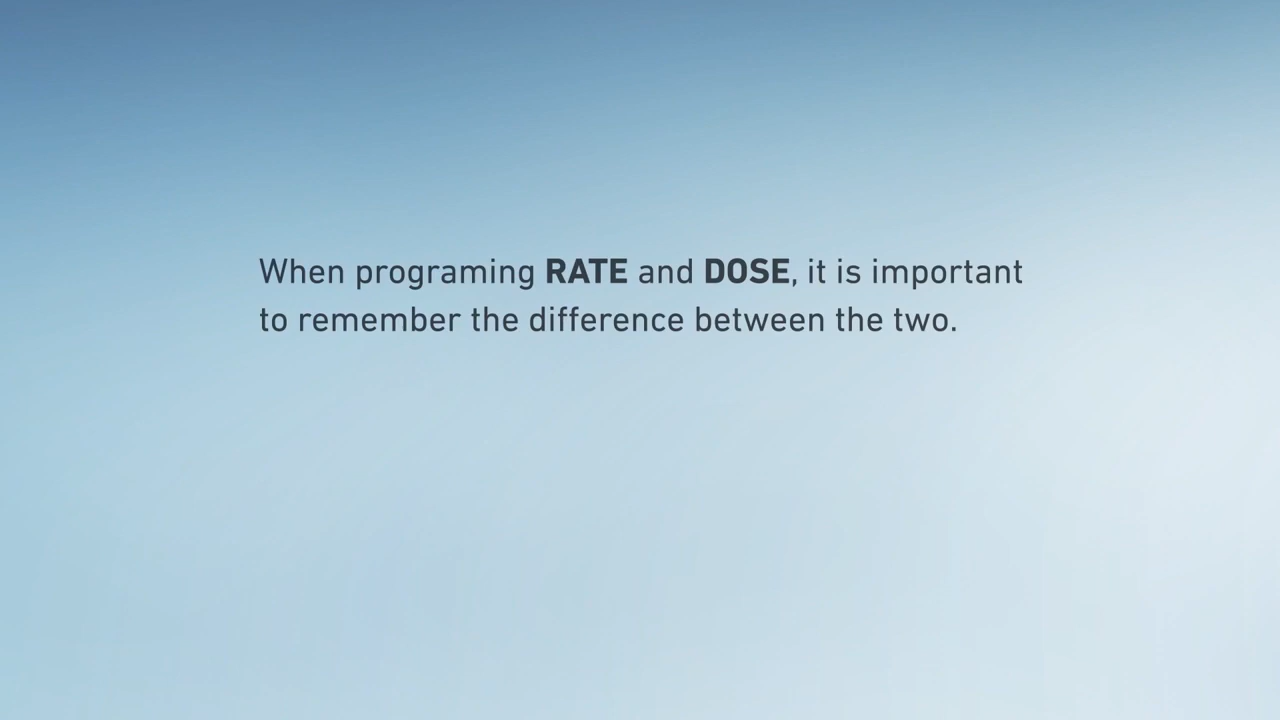 When programing RATE and DOSE, it is important
to remember the difference between the two.